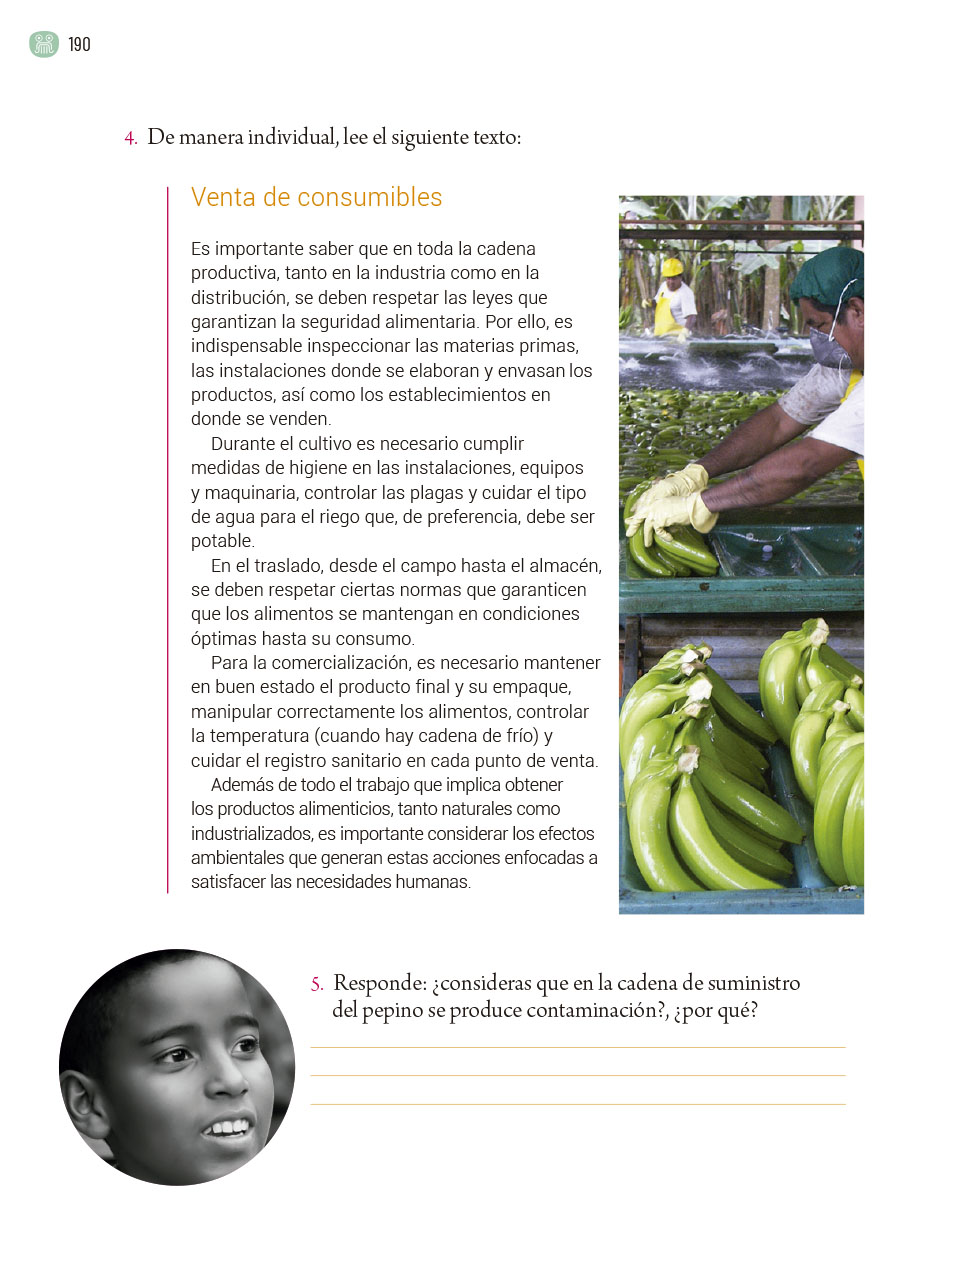 190
4. De manera individual, lee el siguiente texto:
Venta de consumibles
Es importante saber que en toda la cadena
productiva, tanto en la industria como en la
distribución, se deben respetar las leyes que
garantizan la seguridad alimentaria. Por ello, es
indispensable inspeccionar las materias primas,
las instalaciones donde se elaboran y envasan los
productos, así como los establecimientos en
donde se venden.
Durante el cultivo es necesario cumplir
medidas de higiene en las instalaciones, equipos
y maquinaria, controlar las plagas y cuidar el tipo
de agua para el riego que, de preferencia, debe ser
potable.
En el traslado, desde el campo hasta el almacén,
se deben respetar ciertas normas que garanticen
que los alimentos se mantengan en condiciones
óptimas hasta su consumo.
Para la comercialización, es necesario mantener
en buen estado el producto final y su empaque,
manipular correctamente los alimentos, controlar
la temperatura (cuando hay cadena de frío) y
cuidar el registro sanitario en cada punto de venta.
Además de todo el trabajo que implica obtener
los productos alimenticios, tanto naturales como
industrializados, es importante considerar los efectos
ambientales que generan estas acciones enfocadas a
satisfacer las necesidades humanas.
5. Responde: ¿consideras que en la cadena de suministro
del pepino se produce contaminación?, ¿por qué?